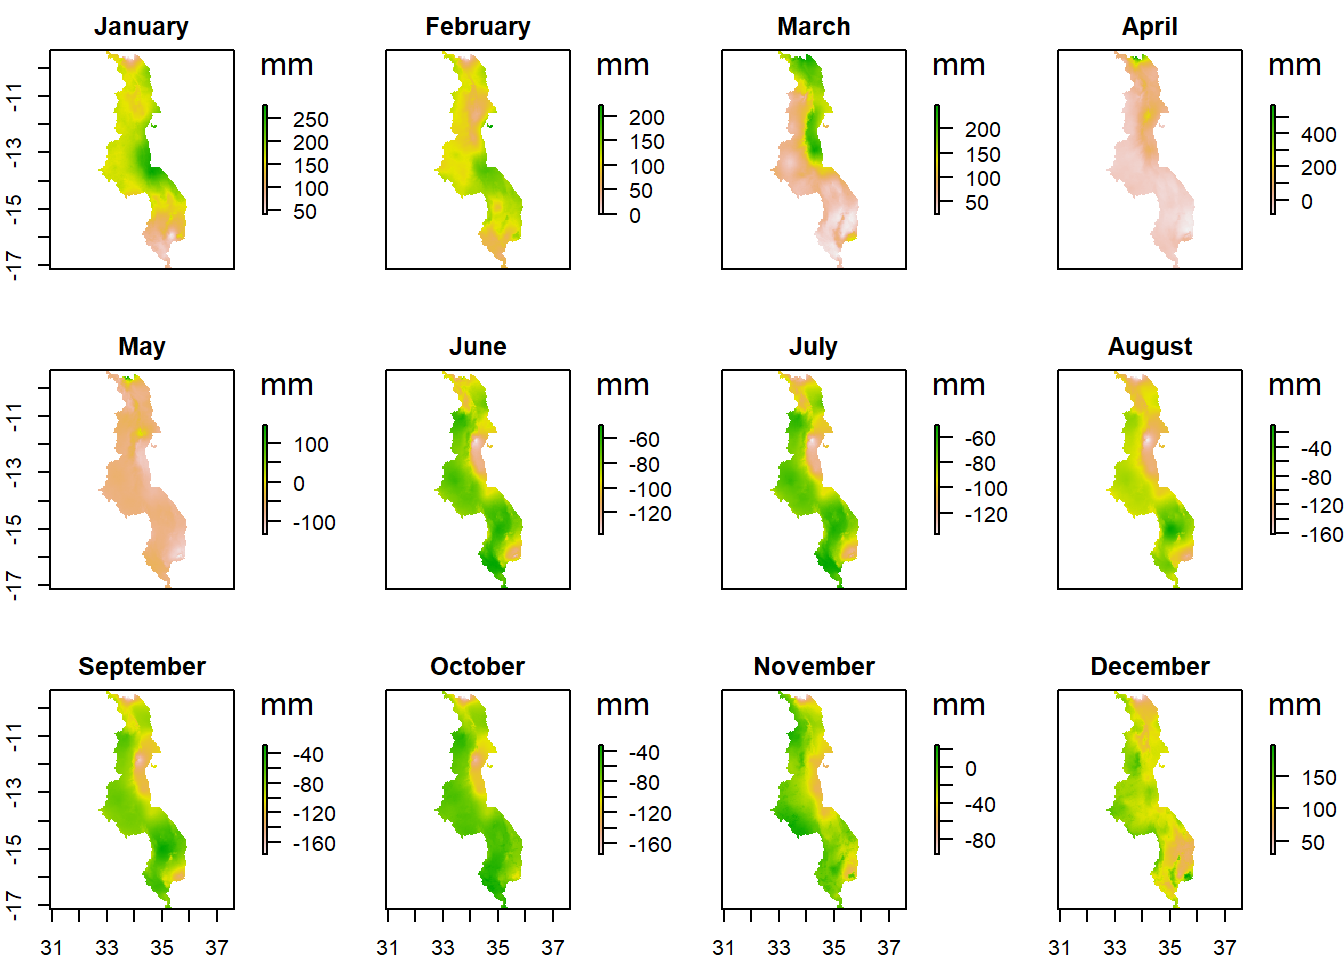 January February March April
mm mm mm mm
-11 -13 -15 -17
250 200 150 100 50
200 150 100 50 0
200 150 100 50
400 200 0
May June July August
mm mm mm mm
-11 -13 -15 -17
100 0 -100
-60 -80 -100 -120
-60 -80 -100 -120
-40 -80 -120 -160
September October November December
mm mm mm mm
-11 -13 -15 -17
-40 -80 -120 -160
-40 -80 -120 -160
0 -40 -80
150 50
31 33 35 37 31 33 35 37 31 33 35 37 31 33 35 37